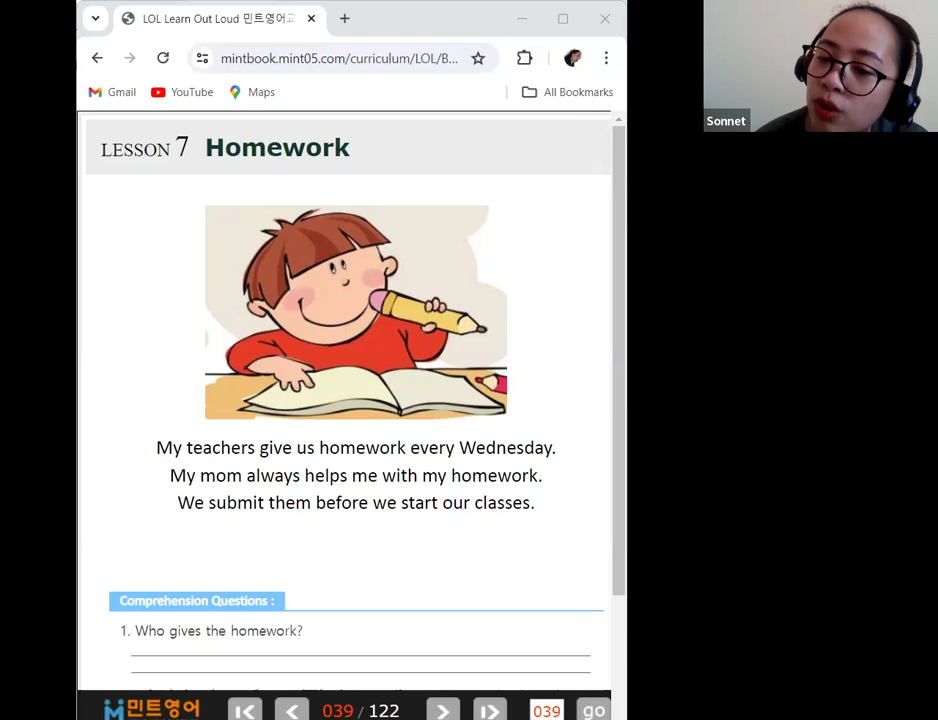 LOL Learn Out Loud 민트영어교
mintbook.mint05.com/curriculum/LOL/B...
Gmail YouTube Maps All Bookmarks
Sonnet
LESSON 7 Homework
My teachers give us homework every Wednesday.
My mom always helps me with my homework.
We submit them before we start our classes.
Comprehension Questions :
1. Who gives the homework?
민트영어 039 / 122 039 go